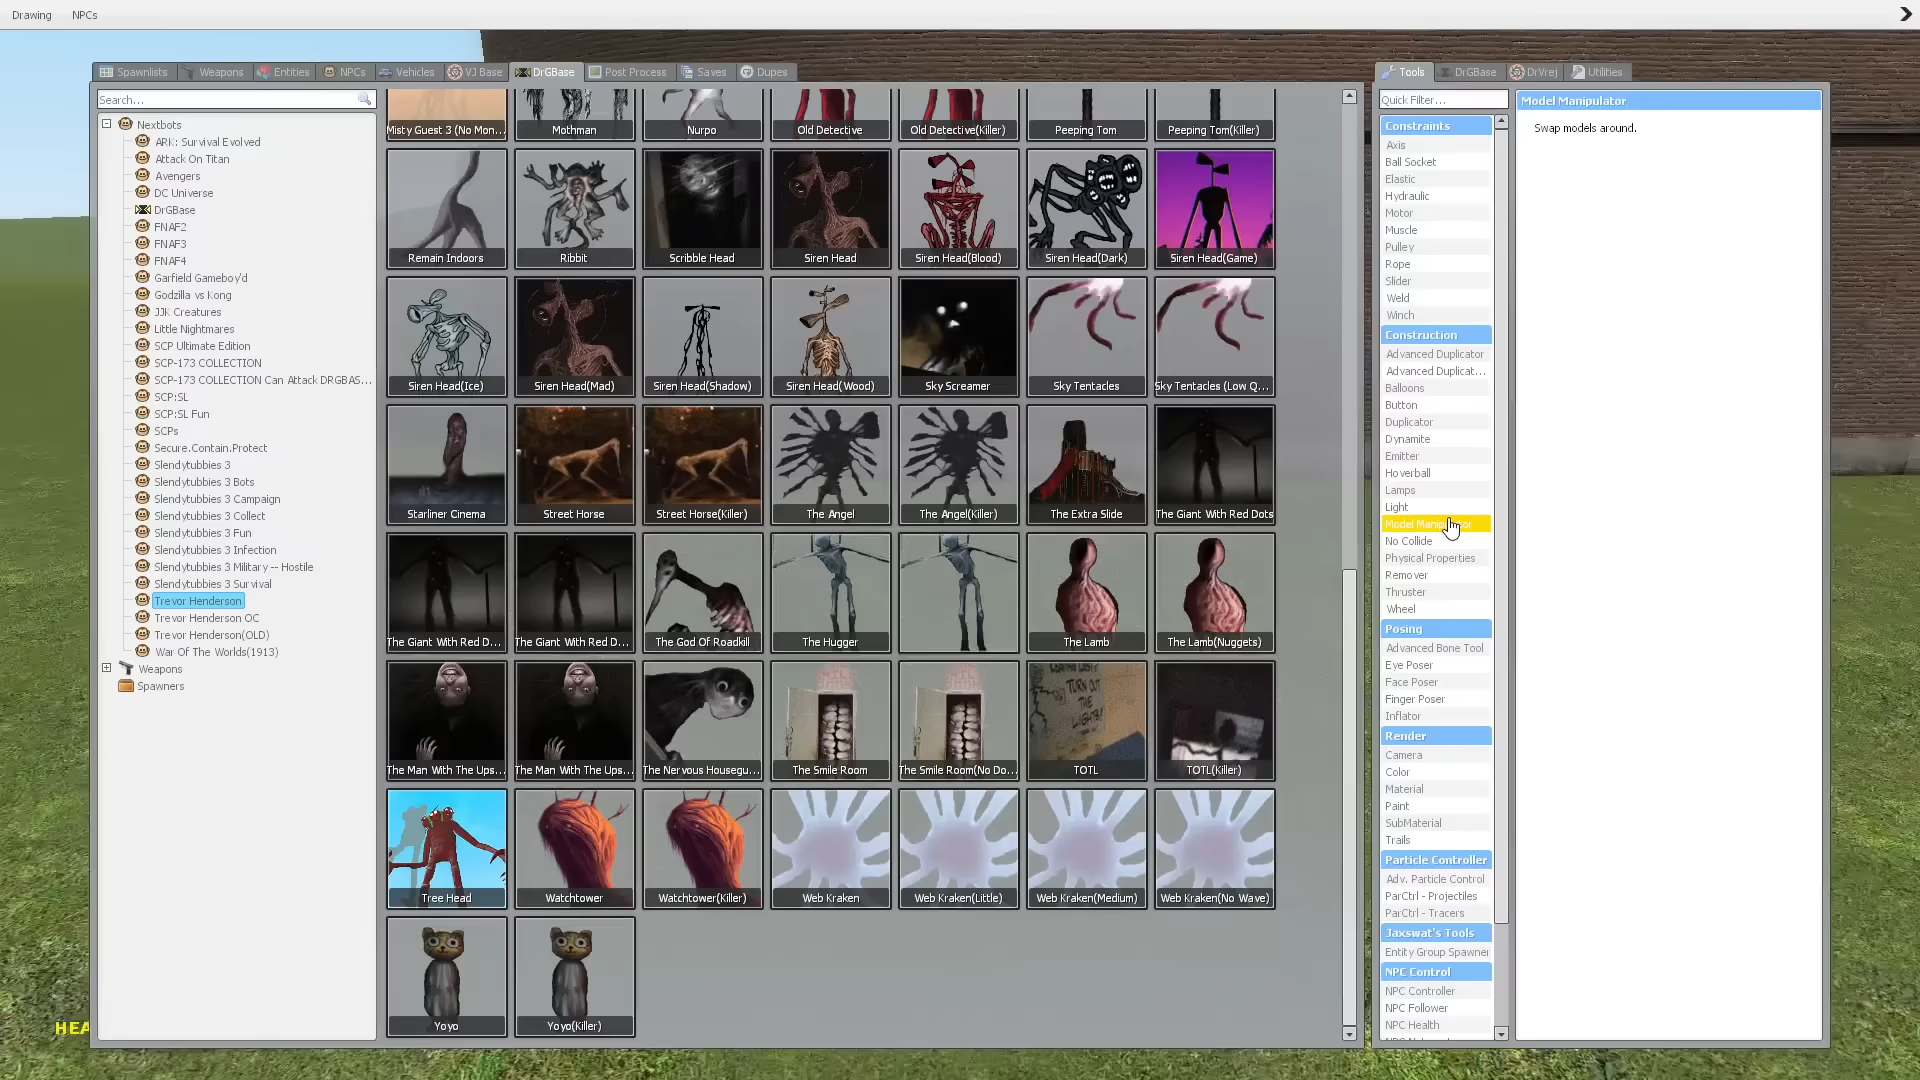 Drawing NPCs
Spawnlists Weapons Entities NPCs Vehicles VJ Base DrGBase Post Process Saves Dupes
Search...
Nextbots
ARK: Survival Evolved
Attack On Titan
Avengers
DC Universe
DrGBase
FNAF2
FNAF3
FNAF4
Garfield Gameboy'd
Godzilla vs Kong
JJK Creatures
Little Nightmares
SCP Ultimate Edition
SCP-173 COLLECTION
SCP-173 COLLECTION Can Attack DRGBAS...
SCP:SL
SCP:SL Fun
SCPs
Secure.Contain.Protect
Slendytubbies 3
Slendytubbies 3 Bots
Slendytubbies 3 Campaign
Slendytubbies 3 Collect
Slendytubbies 3 Fun
Slendytubbies 3 Infection
Slendytubbies 3 Military -- Hostile
Slendytubbies 3 Survival
Trevor Henderson
Trevor Henderson OC
Trevor Henderson(OLD)
War Of The Worlds(1913)
Weapons
Spawners
Misty Guest 3 (No Mon... Mothman Nurpo Old Detective Old Detective(Killer) Peeping Tom Peeping Tom(Killer)
Remain Indoors Ribbit Scribble Head Siren Head Siren Head(Blood) Siren Head(Dark) Siren Head(Game)
Siren Head(Ice) Siren Head(Mad) Siren Head(Shadow) Siren Head(Wood) Sky Screamer Sky Tentacles Sky Tentacles (Low Q...
Starliner Cinema Street Horse Street Horse(Killer) The Angel The Angel(Killer) The Extra Slide The Giant With Red Dots
The Giant With Red D... The Giant With Red D... The God Of Roadkill The Hugger The Lamb The Lamb(Nuggets)
TURN OUT
THE
LIGHTS!
The Man With The Ups... The Man With The Ups... The Nervous Housegu... The Smile Room The Smile Room(No Do... TOTL TOTL(Killer)
Tree Head Watchtower Watchtower(Killer) Web Kraken Web Kraken(Little) Web Kraken(Medium) Web Kraken(No Wave)
Yoyo Yoyo(Killer)
HEA
Tools DrGBase DrVrej Utilities
Quick Filter...
Constraints
Axis
Ball Socket
Elastic
Hydraulic
Motor
Muscle
Pulley
Rope
Slider
Weld
Winch
Construction
Advanced Duplicator
Advanced Duplicat...
Balloons
Button
Duplicator
Dynamite
Emitter
Hoverball
Lamps
Light
Model Manipulator
No Collide
Physical Properties
Remover
Thruster
Wheel
Posing
Advanced Bone Tool
Eye Poser
Face Poser
Finger Poser
Inflator
Render
Camera
Color
Material
Paint
SubMaterial
Trails
Particle Controller
Adv. Particle Control
ParCtrl - Projectiles
ParCtrl - Tracers
Jaxswat's Tools
Entity Group Spawner
NPC Control
NPC Controller
NPC Follower
NPC Health
Model Manipulator
Swap models around.